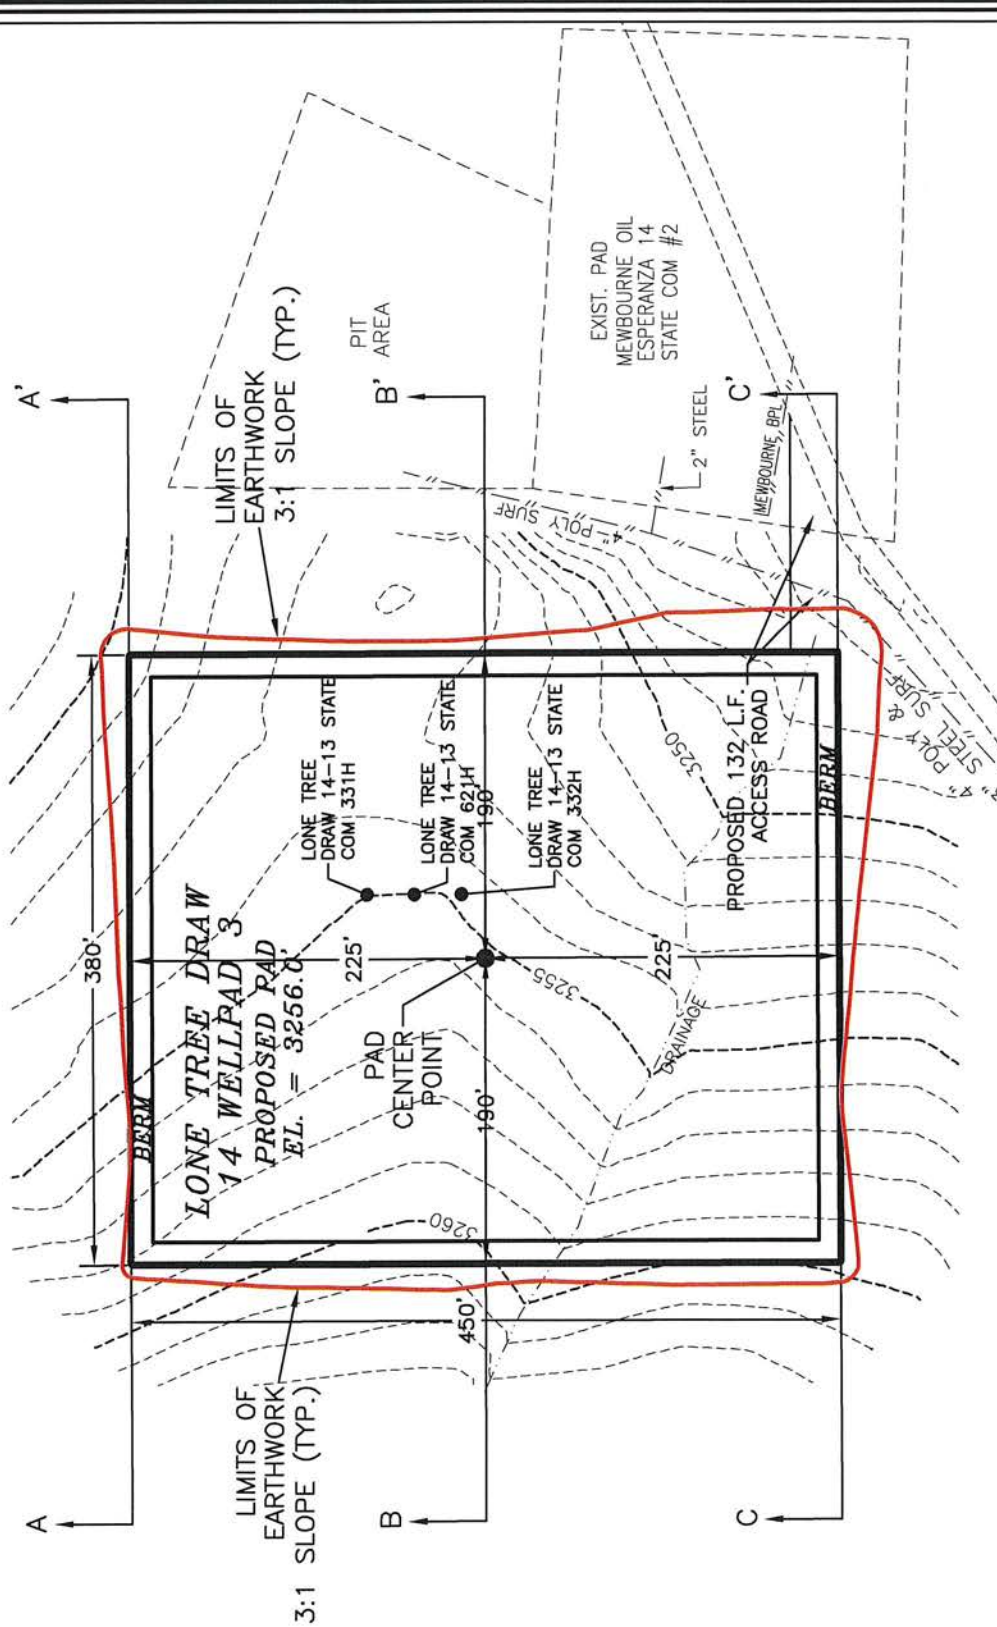 A
A'
LIMITS OF
EARTHWORK
3:1 SLOPE (TYP.)
380'
BERM
LONE TREE DRAW
14 WELLPAD 3
PROPOSED PAD
EL. = 3256.0'
LIMITS OF
EARTHWORK
3:1 SLOPE (TYP.)
PIT
AREA
LONE TREE
DRAW 14-13 STATE
COM 331H
225'
B
B'
LONE TREE
DRAW 14-13 STATE
COM 621H
PAD
CENTER
POINT
190'
190'
3260
3255
450'
LONE TREE
DRAW 14-13 STATE
COM 332H
4" POLY SURF
EXIST. PAD
MEWBOURNE OIL
ESPERANZA 14
STATE COM #2
2" STEEL
225'
3250
DRAINAGE
C
C'
MEWBOURNE BPL
PROPOSED 132 L.F.
ACCESS ROAD
BERM
4"
POLY &
STEEL SURF